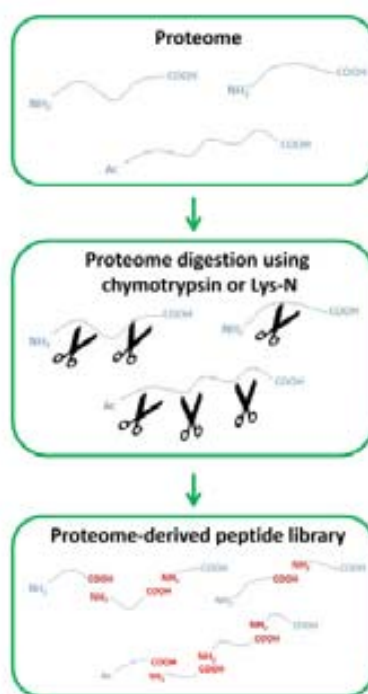 Proteome
COOH
COOH
NH₂
NH₂
COOH
Ac
Proteome digestion using
chymotrypsin or Lys-N
COOH
COOH
NH₂
NH₂
COOH
Ac
Proteome-derived peptide library
COOH
NH₂
COOH
NH₂
COOH
NH₂
COOH
COOH
NH₂
NH₂
NH₂
COOH
COOH
NH₂
COOH
COOH
Ac
NH₂